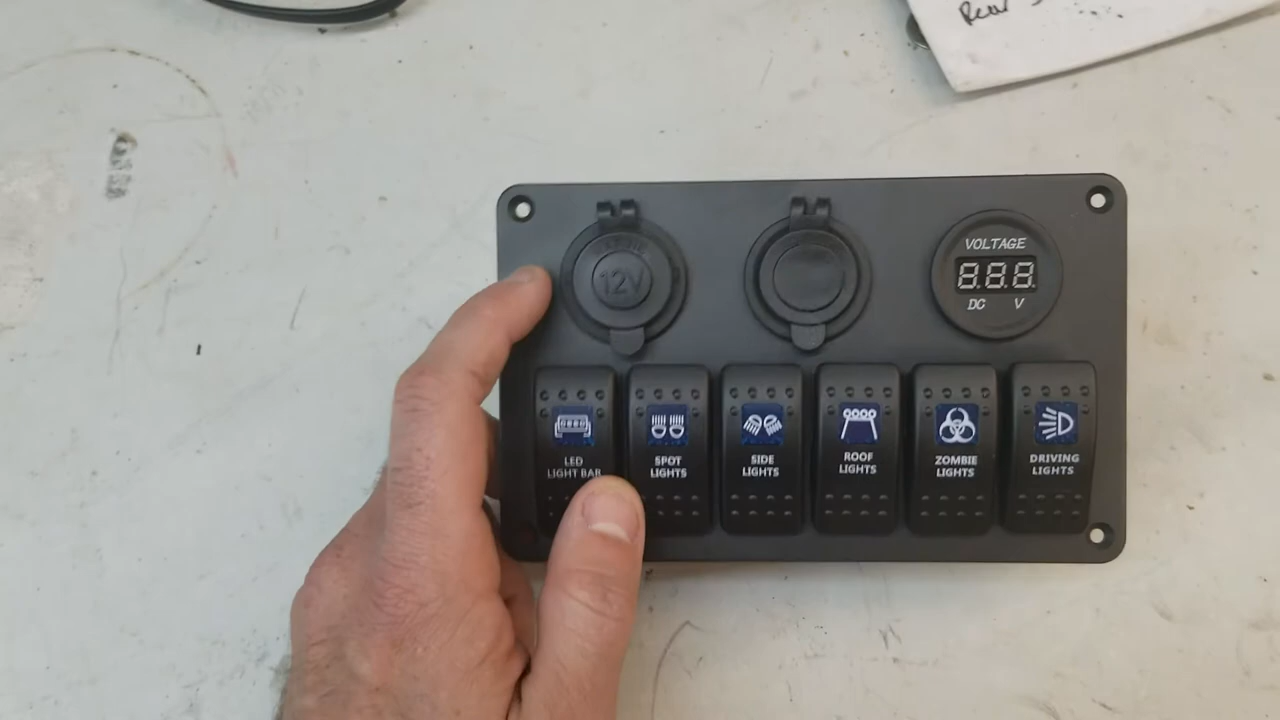 Rear
VOLTAGE
12V
8.8.8
DC V
LED
LIGHT BAR
SPOT
LIGHTS
SIDE
LIGHTS
ROOF
LIGHTS
ZOMBIE
LIGHTS
DRIVING
LIGHTS